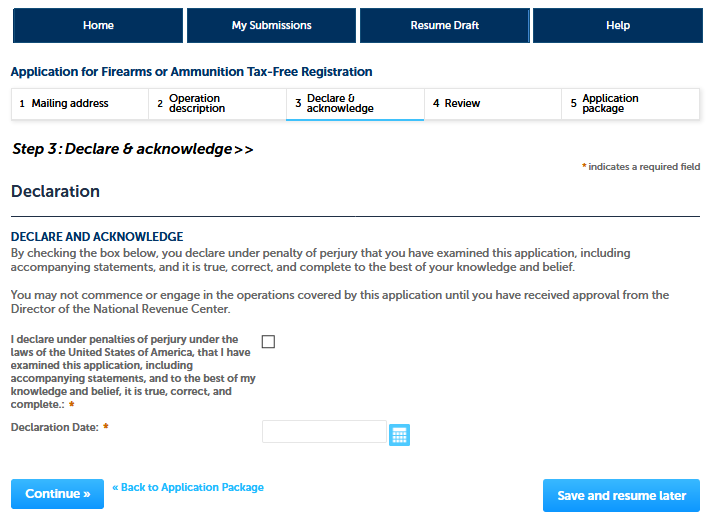 Home
My Submissions
Resume Draft
Help
Application for Firearms or Ammunition Tax-Free Registration
1 Mailing address
2 Operation
description
3 Declare &
acknowledge
4 Review
5 Application
package
Step 3: Declare & acknowledge>>
* indicates a required field
Declaration
DECLARE AND ACKNOWLEDGE
By checking the box below, you declare under penalty of perjury that you have examined this application, including
accompanying statements, and it is true, correct, and complete to the best of your knowledge and belief.
You may not commence or engage in the operations covered by this application until you have received approval from the
Director of the National Revenue Center.
I declare under penalties of perjury under the
laws of the United States of America, that I have
examined this application, including
accompanying statements, and to the best of my
knowledge and belief, it is true, correct, and
complete.: *
Declaration Date: *
Continue »
« Back to Application Package
Save and resume later